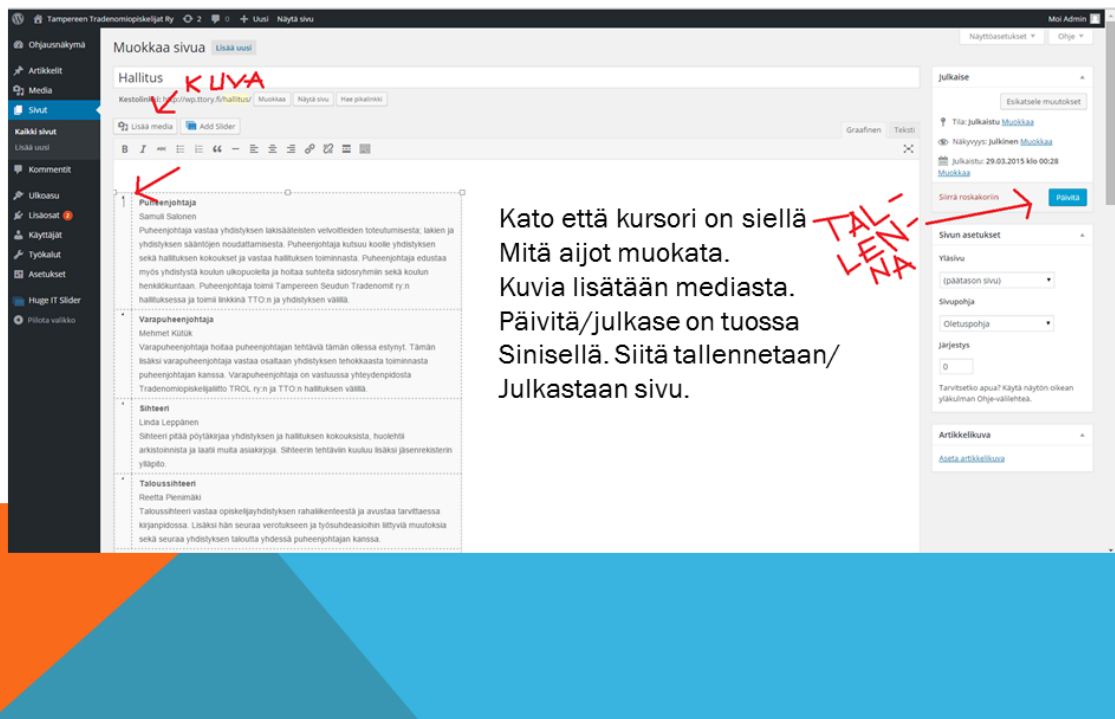 Tampereen Tradenomiopiskelijat Ry 2 0 + Uusi Näytä sivu Moi Admin
Näyttöasetukset Ohje
Ohjausnäkymä
Artikkelit
Media
Sivut
Kaikki sivut
Lisää uusi
Kommentit
Ulkoasu
Lisäosat 2
Käyttäjät
Työkalut
Asetukset
Huge IT Slider
Piilota valikko
Muokkaa sivua Lisää uusi
Hallitus
KUVA
Kestolinkki: http://wp.ttory.fi/hallitus/ Muokkaa Näytä sivu Hae pikalinkki
Lisää media Add Slider
Graafinen Teksti
B I ABC
Puheenjohtaja
Samuli Salonen
Puheenjohtaja vastaa yhdistyksen lakisääteisten velvoitteiden toteutumisesta; lakien ja
yhdistyksen sääntöjen noudattamisesta. Puheenjohtaja kutsuu koolle yhdistyksen
sekä hallituksen kokoukset ja vastaa hallituksen toiminnasta. Puheenjohtaja edustaa
myös yhdistystä koulun ulkopuolella ja hoitaa suhteita sidosryhmiin sekä koulun
henkilökuntaan. Puheenjohtaja toimii Tampereen Seudun Tradenomit ry:n
hallituksessa ja toimii linkkinä TTO:n ja yhdistyksen välillä.
Varapuheenjohtaja
Mehmet Kütük
Varapuheenjohtaja hoitaa puheenjohtajan tehtäviä tämän ollessa estynyt. Tämän
lisäksi varapuheenjohtaja vastaa osaltaan yhdistyksen tehokkaasta toiminnasta
puheenjohtajan kanssa. Varapuheenjohtaja on vastuussa yhteydenpidosta
Tradenomiopiskelijaliitto TROL ry:n ja TTO:n hallituksen välillä.
Sihteeri
Linda Leppänen
Sihteeri pitää pöytäkirjaa yhdistyksen ja hallituksen kokouksista, huolehtii
arkistoinnista ja laatii muita asiakirjoja. Sihteerin tehtäviin kuuluu lisäksi jäsenrekisterin
ylläpito.
Taloussihteeri
Reetta Pienimäki
Taloussihteeri vastaa opiskelijayhdistyksen rahaliikenteestä ja avustaa tarvittaessa
kirjanpidossa. Lisäksi hän seuraa verotukseen ja työsuhdeasioihin liittyviä muutoksia
sekä seuraa yhdistyksen taloutta yhdessä puheenjohtajan kanssa.
Kato että kursori on siellä
Mitä aijot muokata.
Kuvia lisätään mediasta.
Päivitä/julkase on tuossa
Sinisellä. Siitä tallennetaan/
Julkastaan sivu.
TAL-
LEN-
NA
Julkaise
Esikatsele muutokset
Tila: Julkaistu Muokkaa
Näkyvyys: Julkinen Muokkaa
Julkaistu: 29.03.2015 klo 00:28
Muokkaa
Siirrä roskakoriin Päivitä
Sivun asetukset
Yläsivu
(päätason sivu)
Sivupohja
Oletuspohja
Järjestys
0
Tarvitsetko apua? Käytä näytön oikean
yläkulman Ohje-välilehteä.
Artikkelikuva
Aseta artikkelikuva